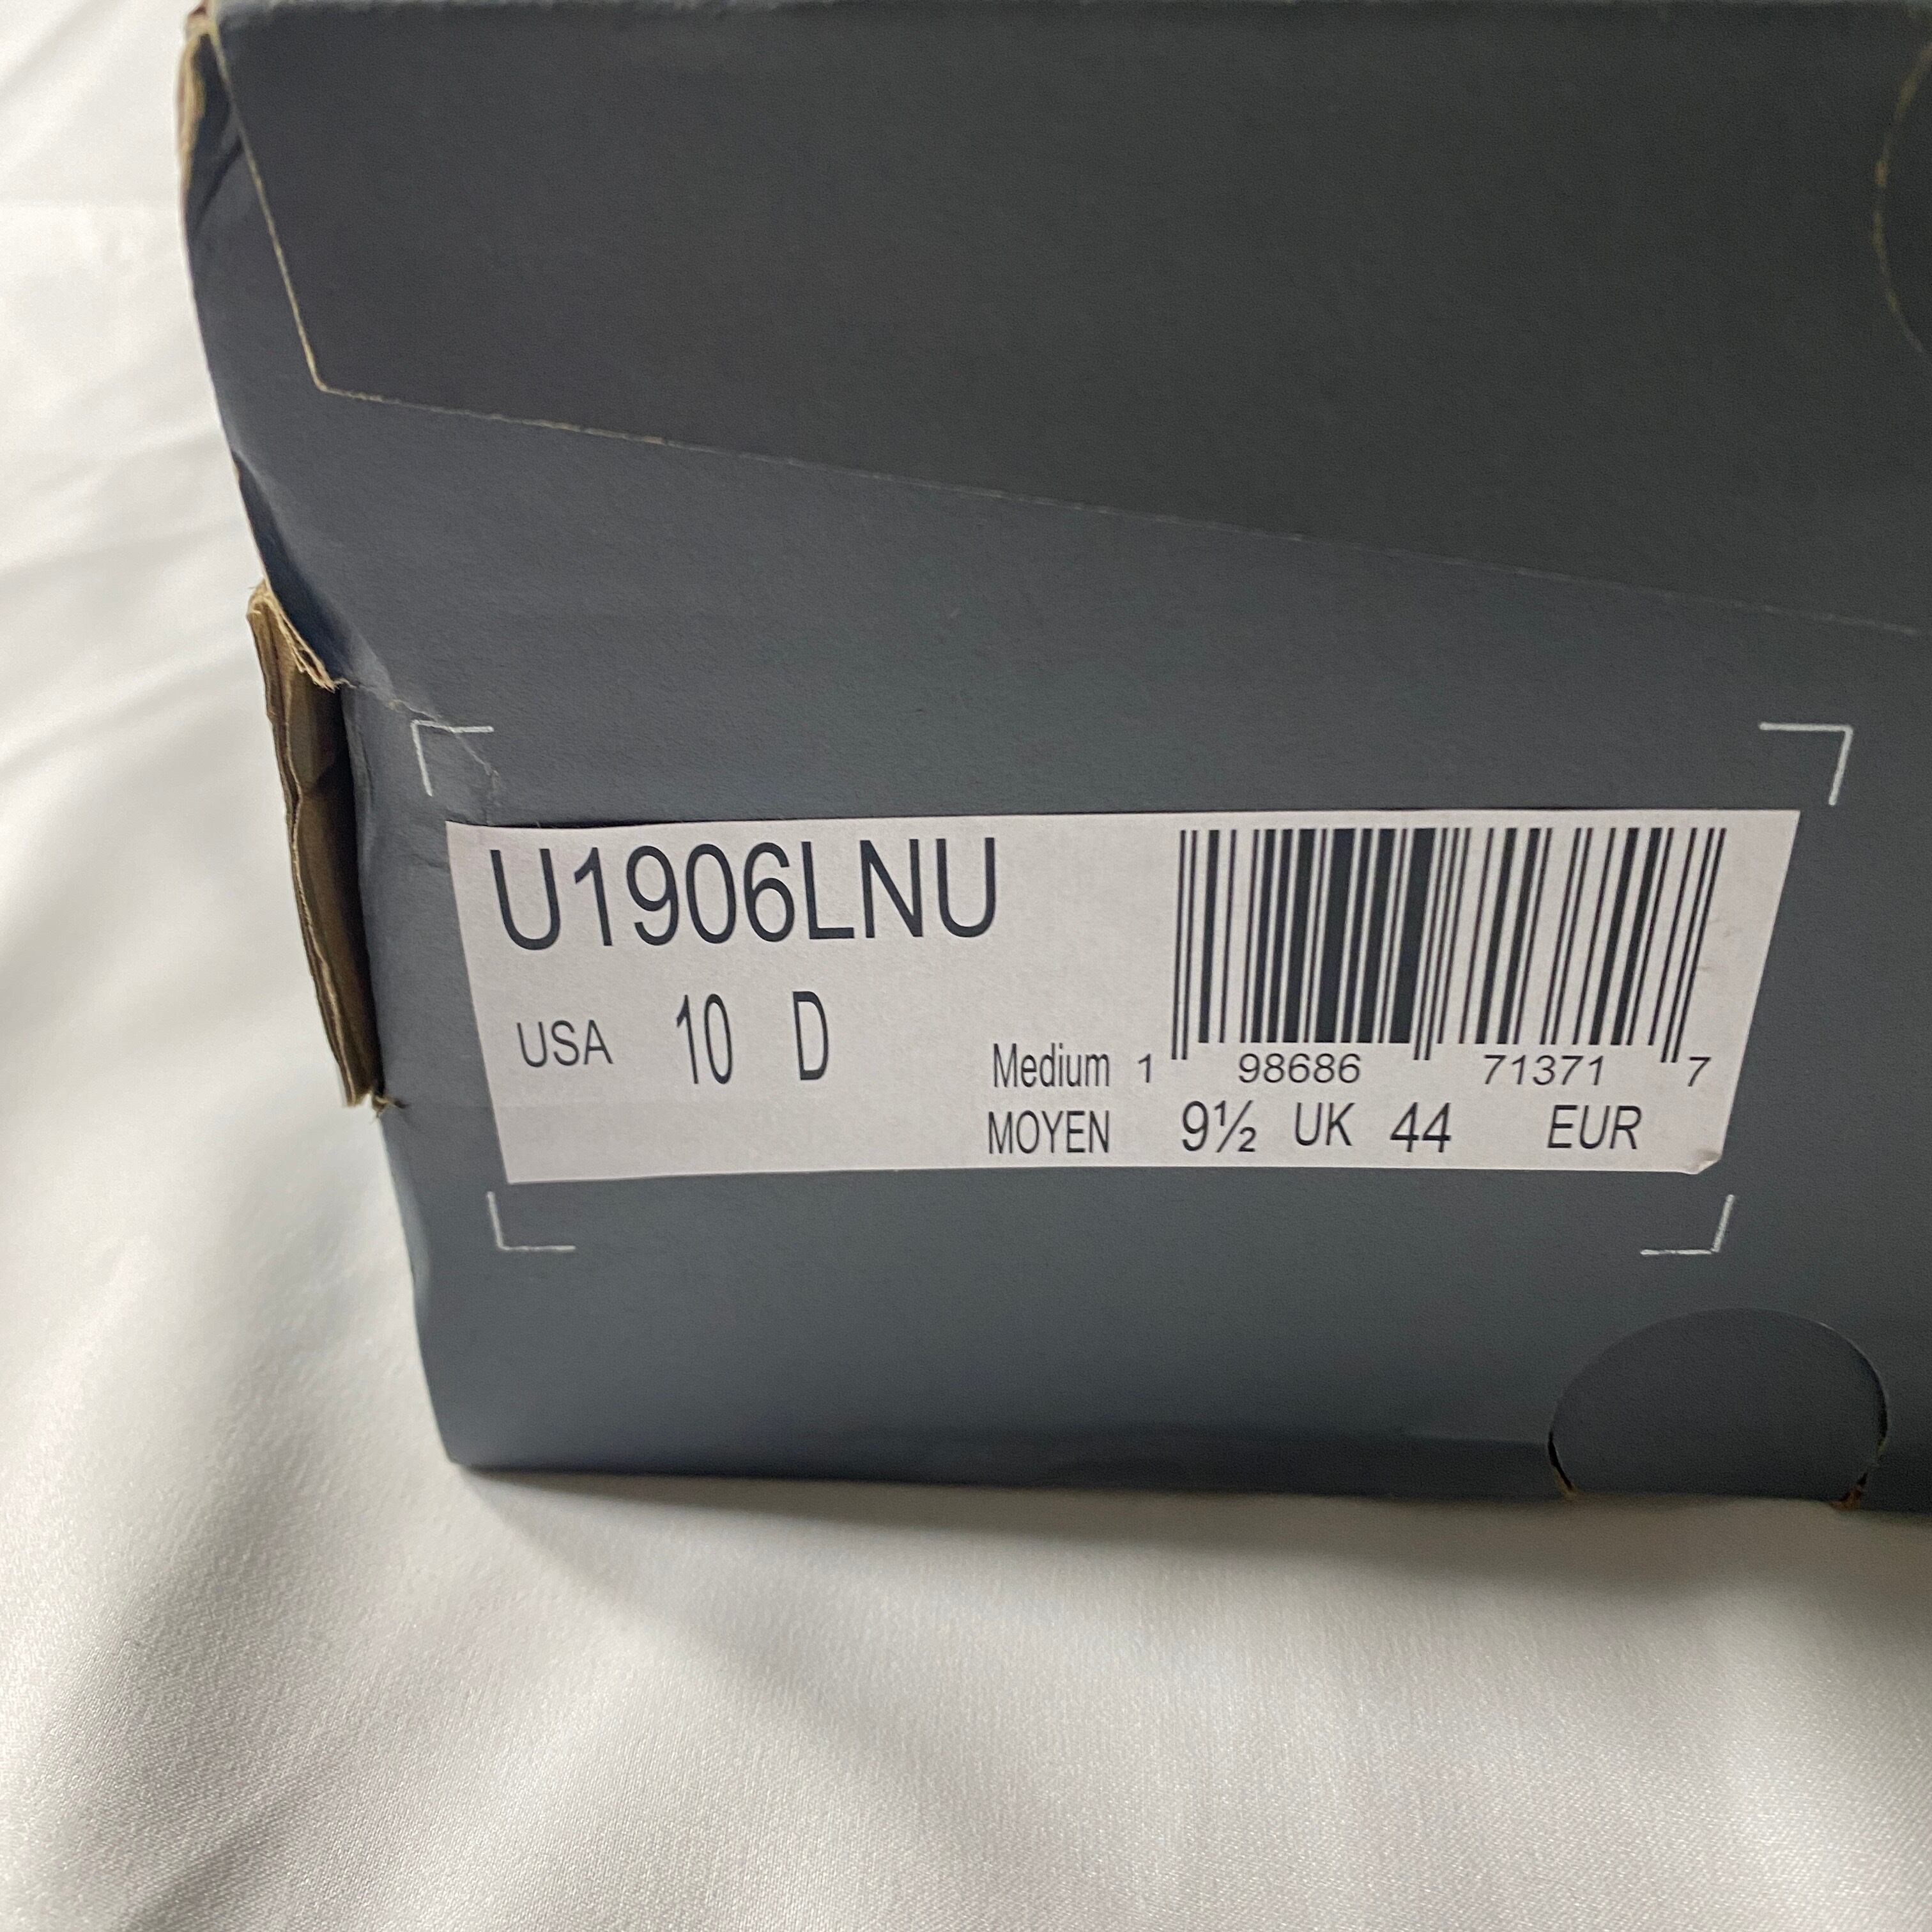 U1906LNU
USA 10 D
Medium 1 98686 71371 7
MOYEN 9½ UK 44 EUR